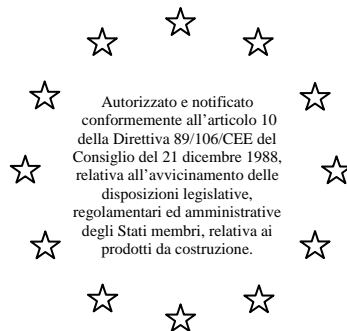 Autorizzato e notificato
conformemente all'articolo 10
della Direttiva 89/106/CEE del
Consiglio del 21 dicembre 1988,
relativa all'avvicinamento delle
disposizioni legislative,
regolamentari ed amministrative
degli Stati membri, relativa ai
prodotti da costruzione.